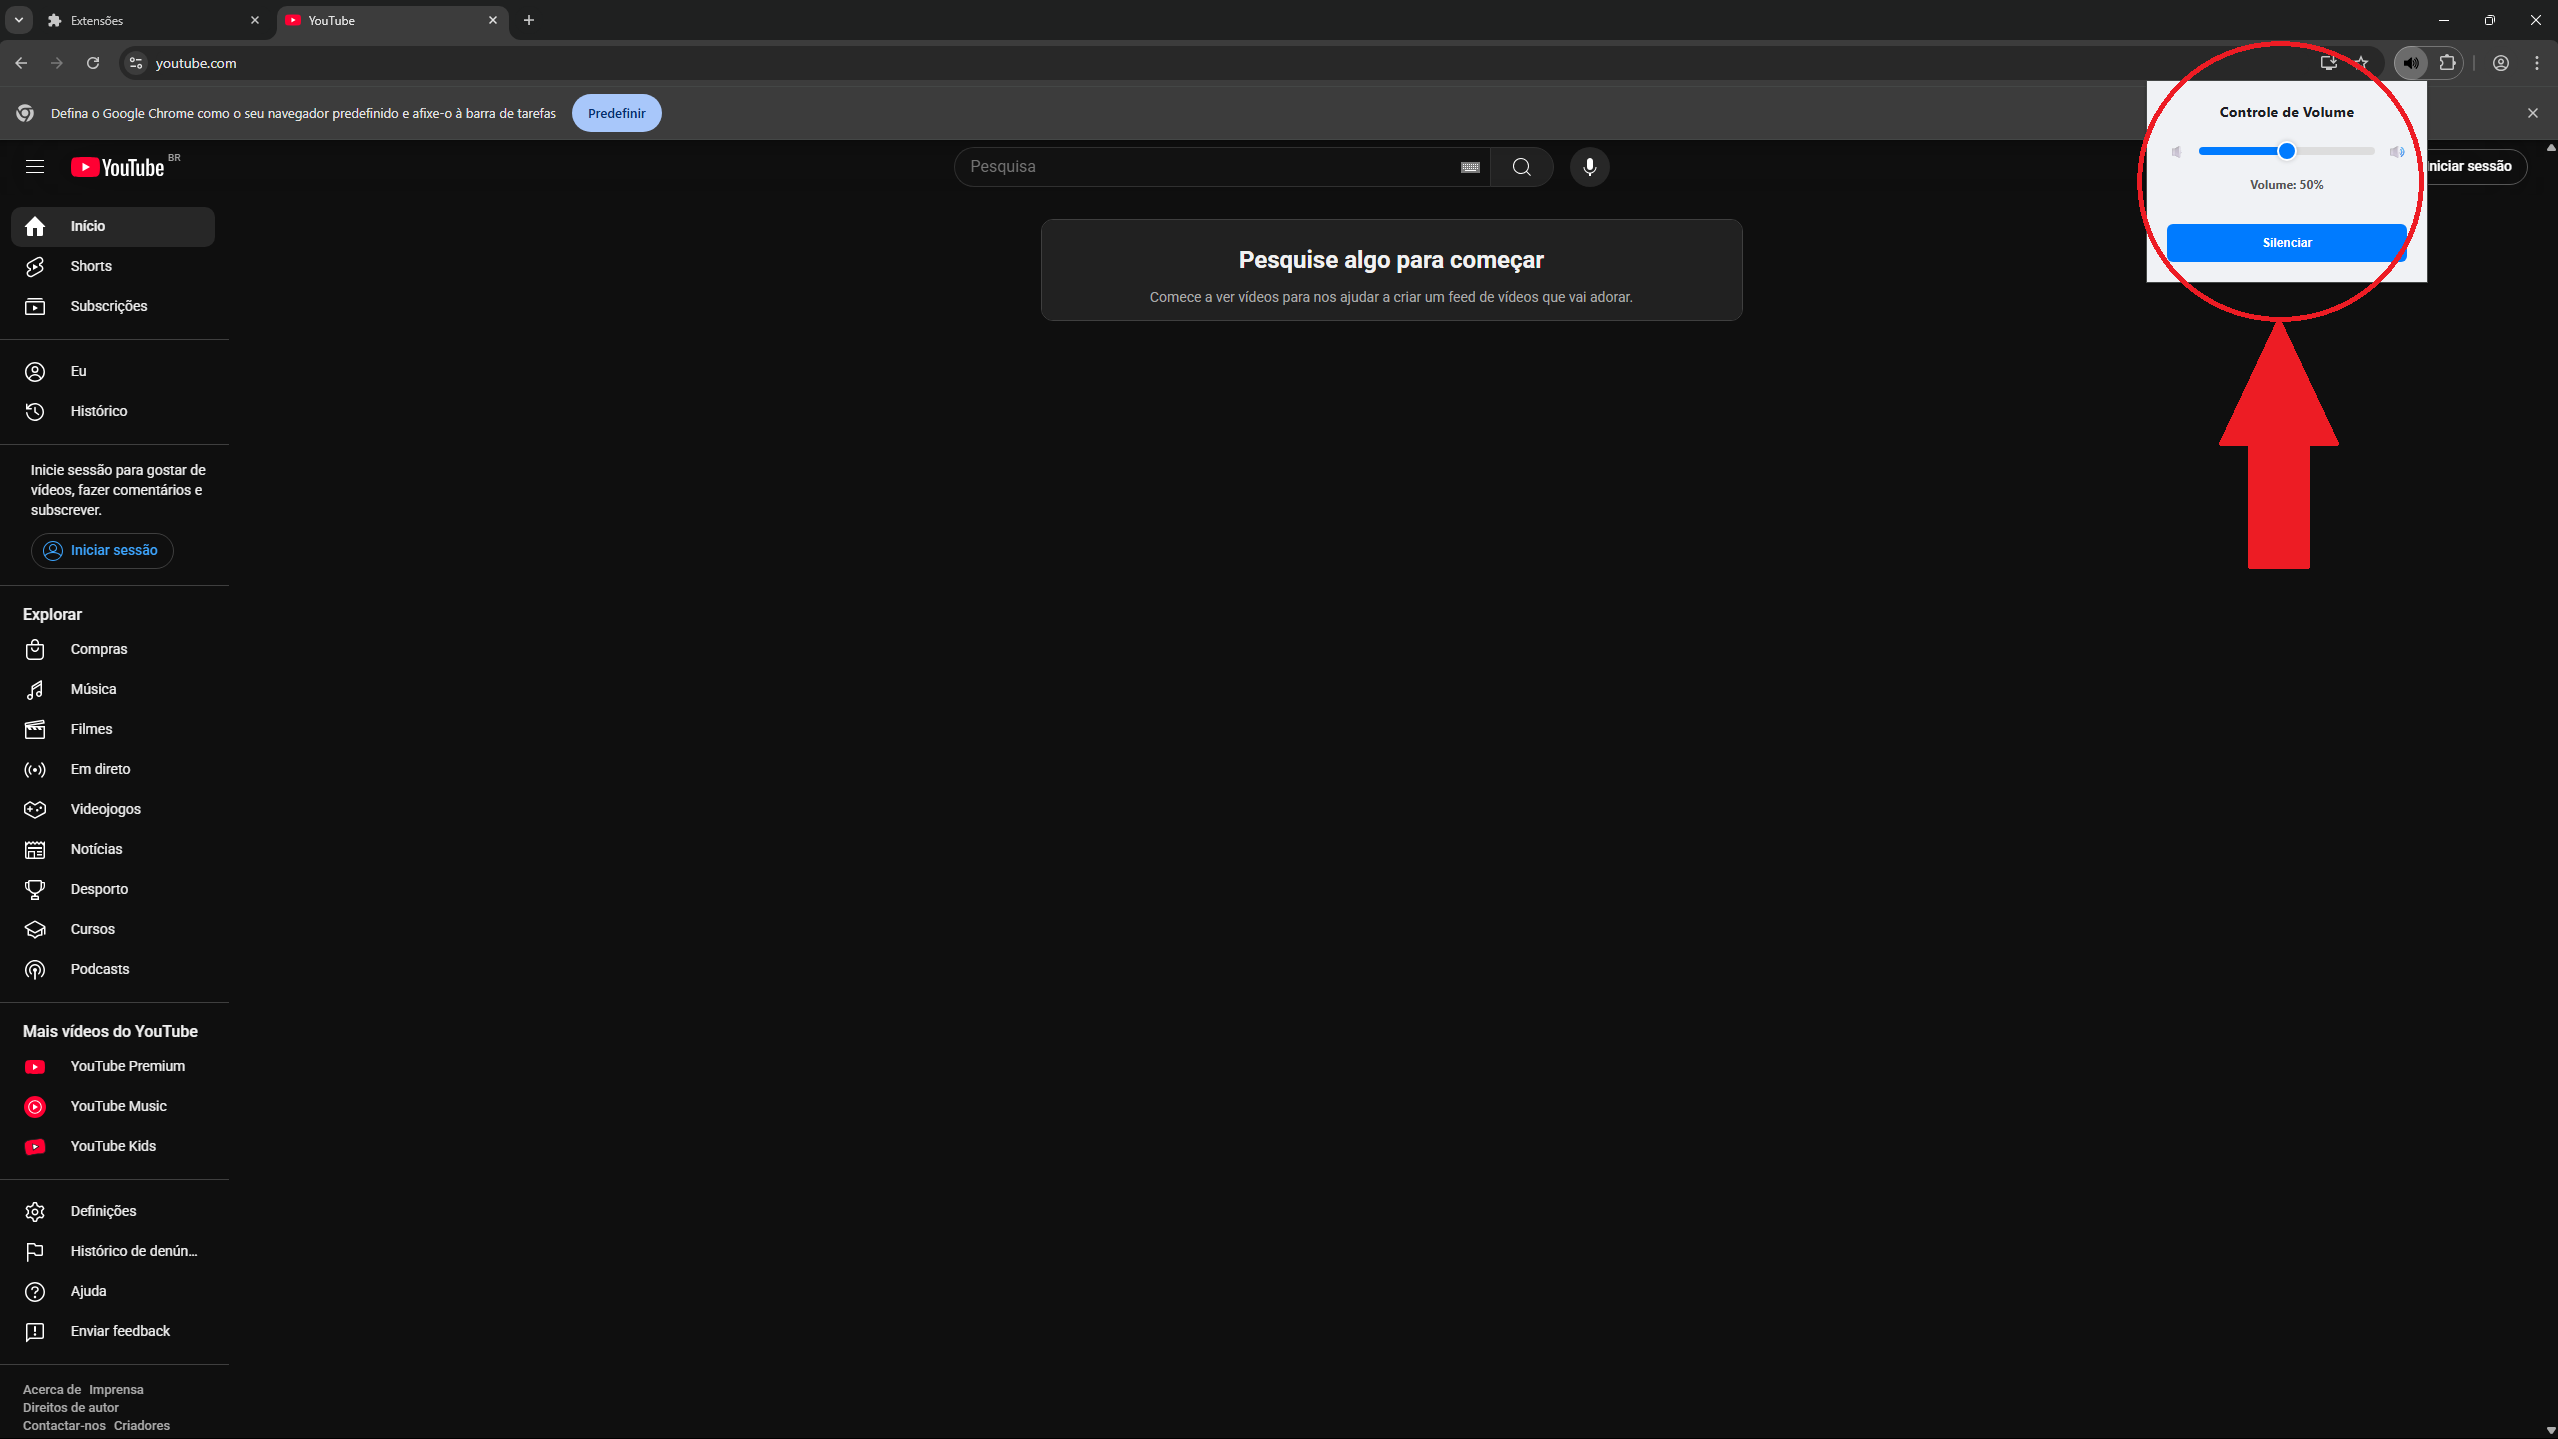 Extensões
YouTube
youtube.com
Defina o Google Chrome como o seu navegador predefinido e afixe-o à barra de tarefas
Predefinir
YouTube BR
Pesquisa
Controle de Volume
Volume: 50%
Silenciar
Iniciar sessão
Pesquise algo para começar
Comece a ver vídeos para nos ajudar a criar um feed de vídeos que vai adorar.
Início
Shorts
Subscrições
Eu
Histórico
Inicie sessão para gostar de
vídeos, fazer comentários e
subscrever.
Iniciar sessão
Explorar
Compras
Música
Filmes
Em direto
Videojogos
Notícias
Desporto
Cursos
Podcasts
Mais vídeos do YouTube
YouTube Premium
YouTube Music
YouTube Kids
Definições
Histórico de denún...
Ajuda
Enviar feedback
Acerca de Imprensa
Direitos de autor
Contactar-nos Criadores